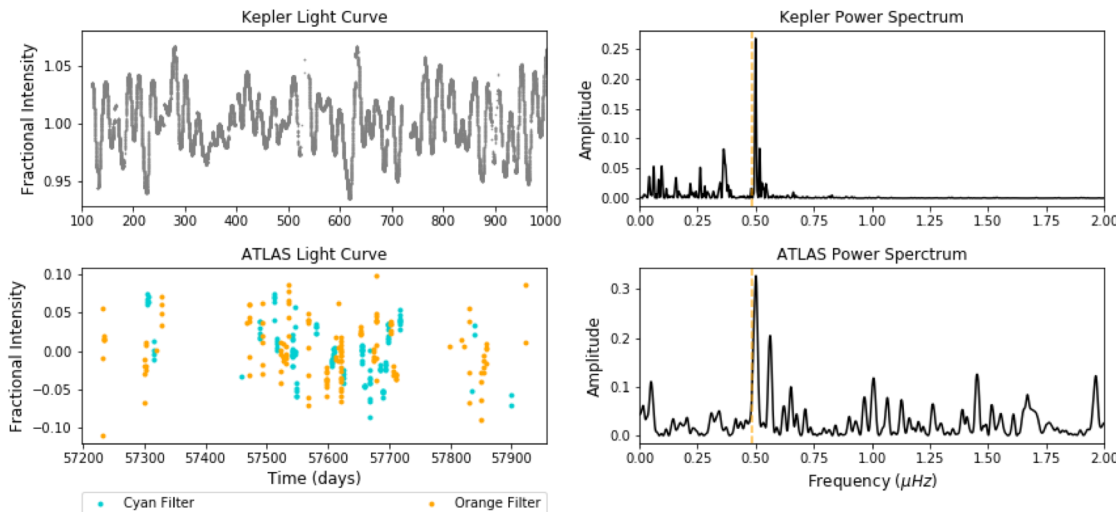 Kepler Light Curve
Fractional Intensity
1.05
1.00
0.95
100 200 300 400 500 600 700 800 900 1000
Kepler Power Spectrum
Amplitude
0.25
0.20
0.15
0.10
0.05
0.00
0.00 0.25 0.50 0.75 1.00 1.25 1.50 1.75 2.00
ATLAS Light Curve
Fractional Intensity
0.10
0.05
0.00
−0.05
−0.10
57200 57300 57400 57500 57600 57700 57800 57900
Time (days)
Cyan Filter Orange Filter
ATLAS Power Sperctrum
Amplitude
0.3
0.2
0.1
0.0
0.00 0.25 0.50 0.75 1.00 1.25 1.50 1.75 2.00
Frequency (μHz)